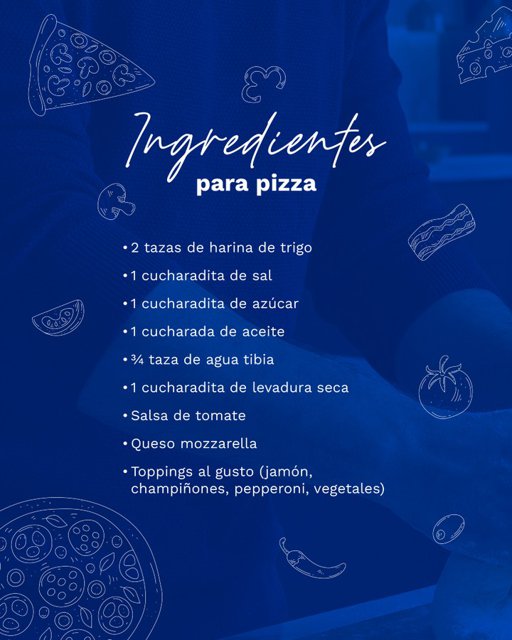 Ingredientes
para pizza
• 2 tazas de harina de trigo
• 1 cucharadita de sal
• 1 cucharadita de azúcar
• 1 cucharada de aceite
• ¾ taza de agua tibia
• 1 cucharadita de levadura seca
• Salsa de tomate
• Queso mozzarella
• Toppings al gusto (jamón,
champiñones, pepperoni, vegetales)